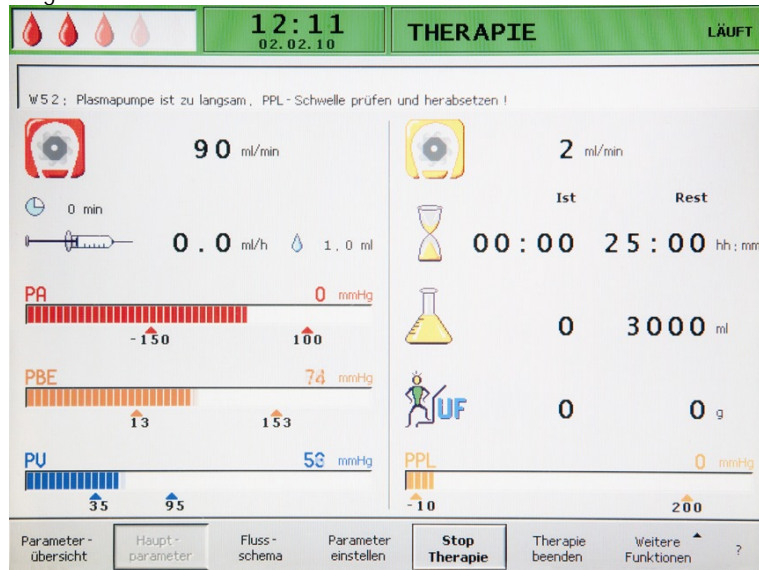 12:11
02.02.10
THERAPIE
LÄUFT
W52: Plasmapumpe ist zu langsam. PPL-Schwelle prüfen und herabsetzen !
90 ml/min
2 ml/min
0 min
Ist Rest
0.0 ml/h 1.0 ml
00:00 25:00 hh:mm
PA 0 mmHg
-150 100
0 3000 ml
PBE 74 mmHg
13 153
UF 0 0 g
PV mmHg
35 95
PPL 0 mmHg
-10 200
Parameter-
übersicht
Haupt-
parameter
Fluss-
schema
Parameter
einstellen
Stop
Therapie
Therapie
beenden
Weitere
Funktionen
?